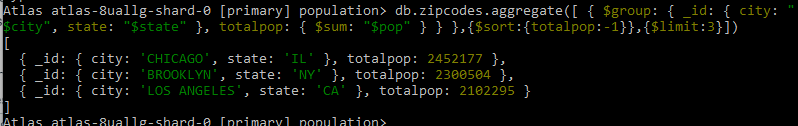 Atlas atlas-8uallg-shard-0 [primary] population> db.zipcodes.aggregate([ { $group: { _id: { city: "
$city", state: "$state" }, totalpop: { $sum: "$pop" } } },{$sort:{totalpop:-1}},{$limit:3}])
[
  { _id: { city: 'CHICAGO', state: 'IL' }, totalpop: 2452177 },
  { _id: { city: 'BROOKLYN', state: 'NY' }, totalpop: 2300504 },
  { _id: { city: 'LOS ANGELES', state: 'CA' }, totalpop: 2102295 }
]
Atlas atlas-8uallg-shard-0 [primary] population>